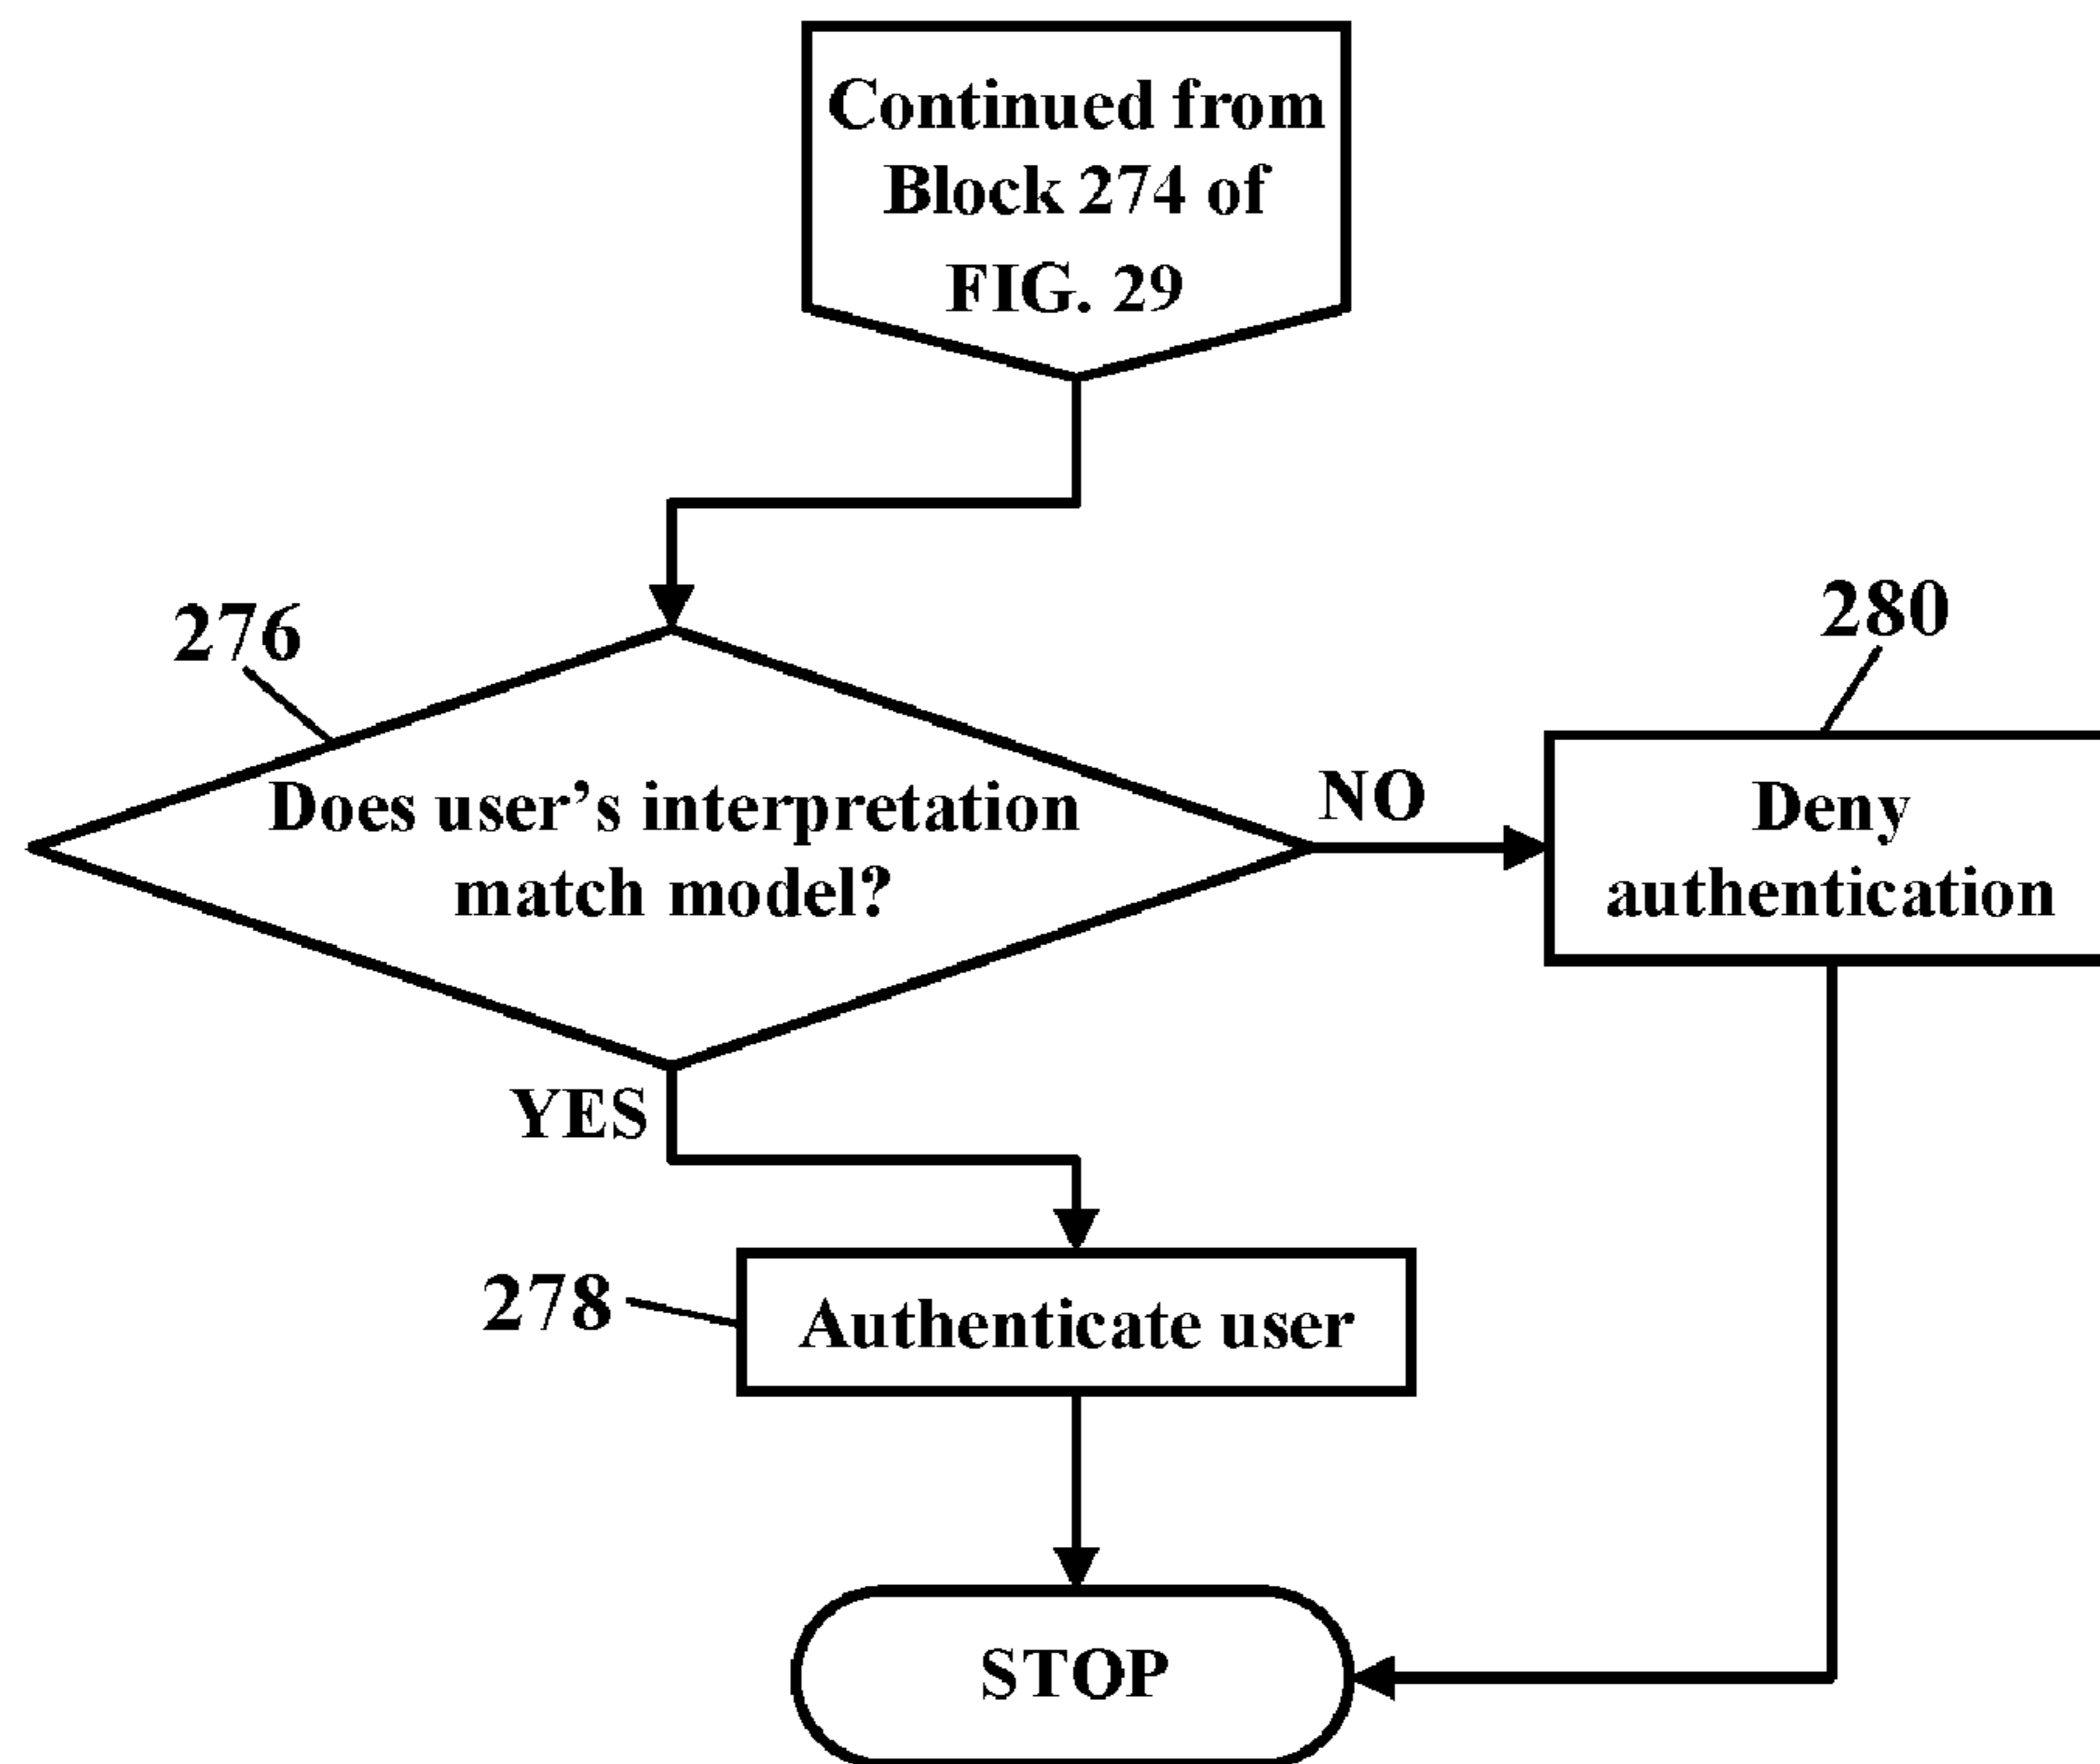 Continued from
Block 274 of
FIG. 29
276
280
Does user's interpretation
match model?
NO
Deny
authentication
YES
278
Authenticate user
STOP